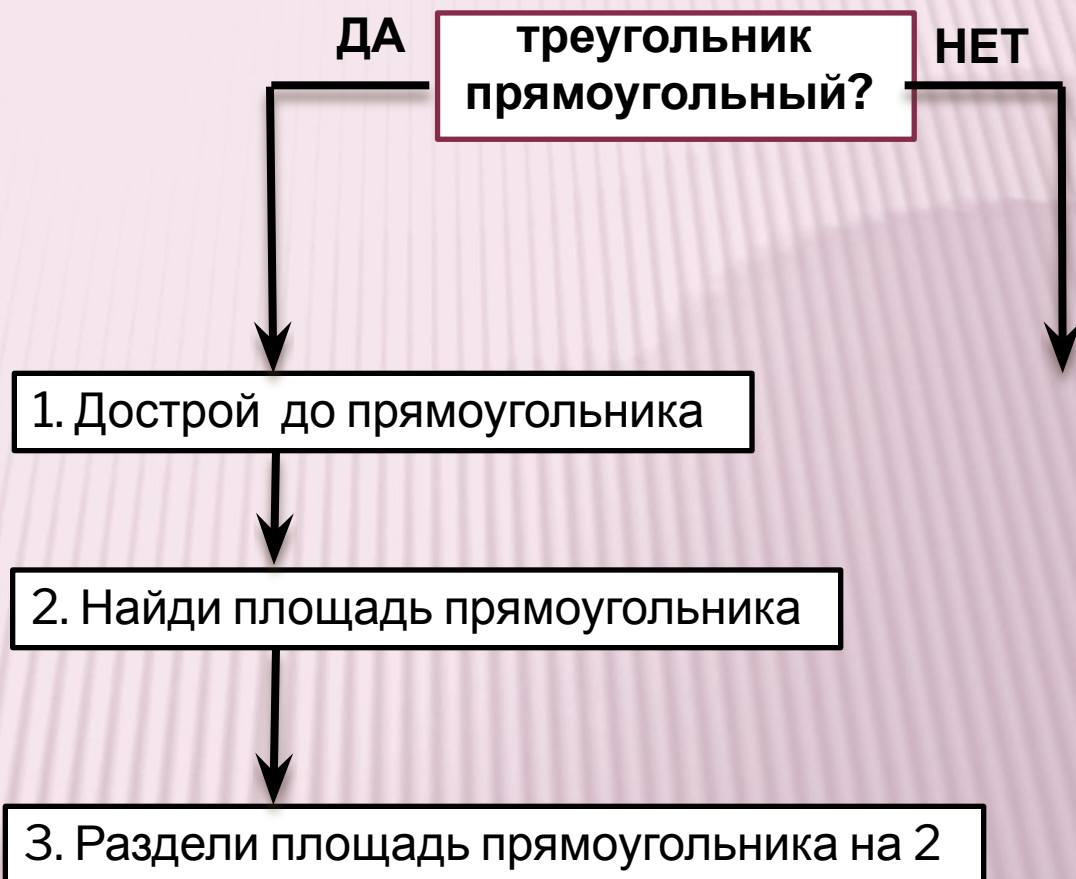 ДА
треугольник
прямоугольный?
НЕТ
1. Дострой до прямоугольника
2. Найди площадь прямоугольника
3. Раздели площадь прямоугольника на 2